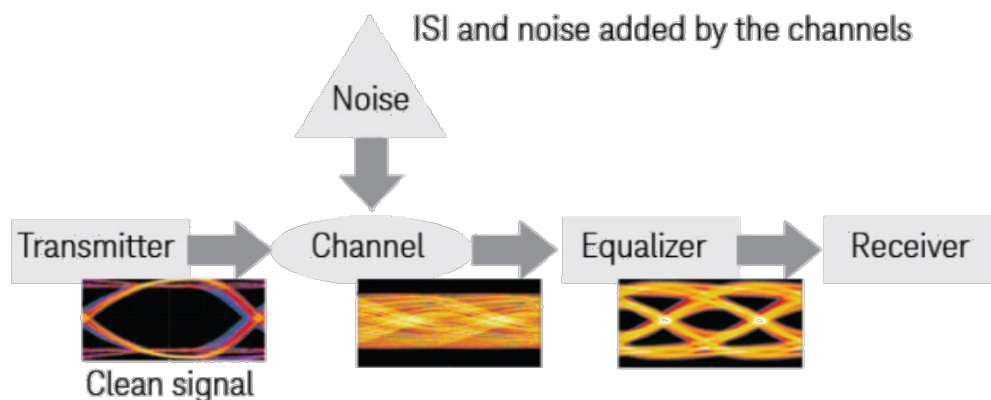 ISI and noise added by the channels
Noise
Transmitter
Channel
Equalizer
Receiver
Clean signal